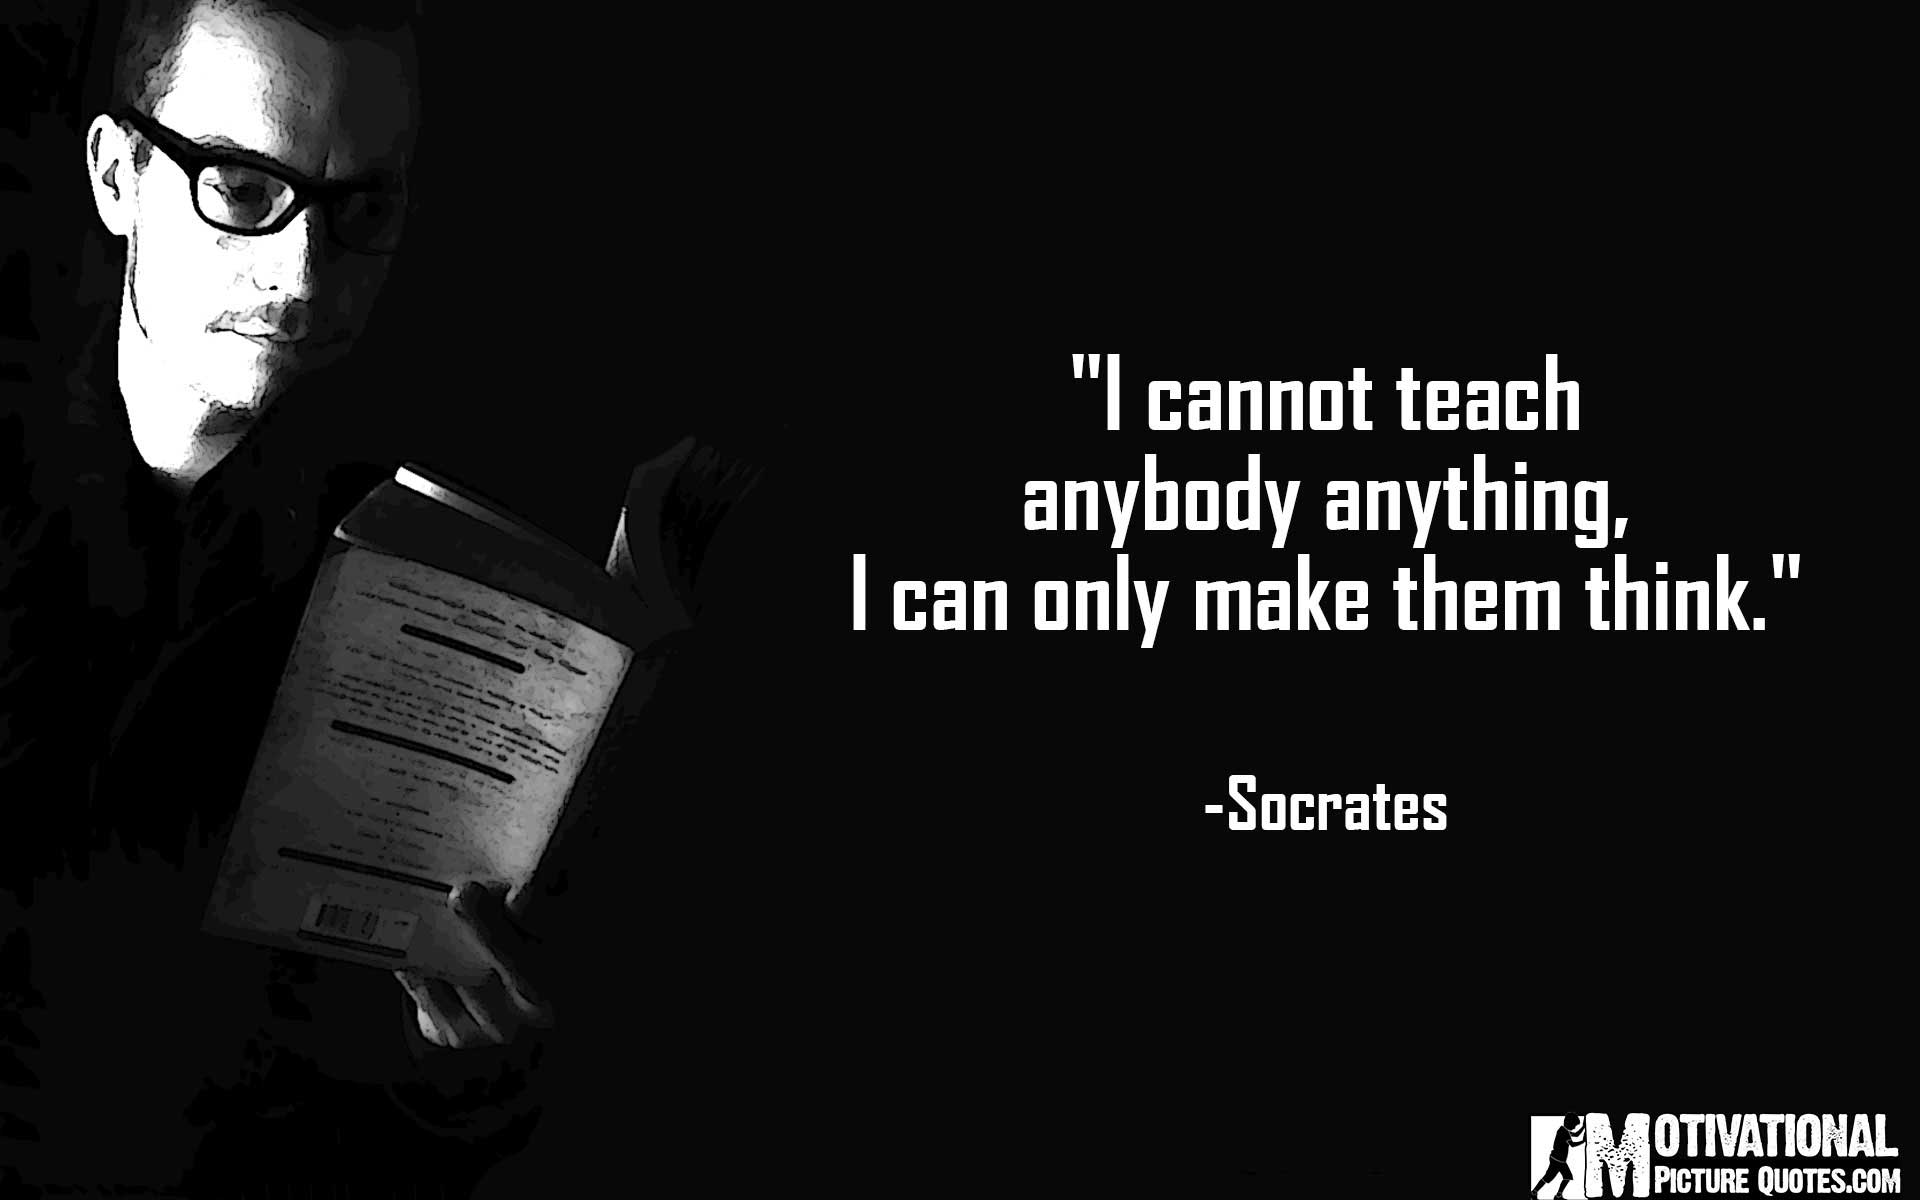 "I cannot teach
anybody anything,
I can only make them think."
-Socrates
MOTIVATIONAL
PICTURE QUOTES.COM